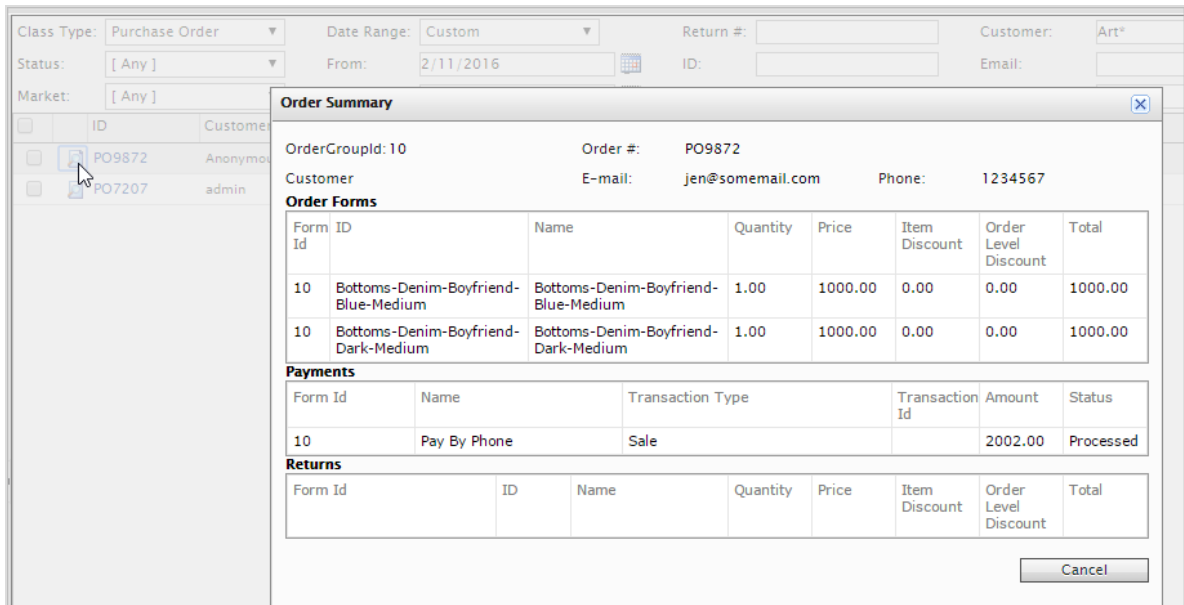 Class Type: Purchase Order Date Range: Custom Return #: Customer: Art*
Status: [ Any ] From: 2/11/2016 ID: Email:
Market: [ Any ]
Order Summary
ID Customer
OrderGroupId: 10 Order #: PO9872
PO9872 Anonymou
Customer E-mail: jen@somemail.com Phone: 1234567
PO7207 admin
Order Forms
Form ID Name Quantity Price Item Order Total
Id Discount Level
Discount
10 Bottoms-Denim-Boyfriend- Bottoms-Denim-Boyfriend- 1.00 1000.00 0.00 0.00 1000.00
Blue-Medium Blue-Medium
10 Bottoms-Denim-Boyfriend- Bottoms-Denim-Boyfriend- 1.00 1000.00 0.00 0.00 1000.00
Dark-Medium Dark-Medium
Payments
Form Id Name Transaction Type Transaction Amount Status
Id
10 Pay By Phone Sale 2002.00 Processed
Returns
Form Id ID Name Quantity Price Item Order Total
Discount Level
Discount
Cancel